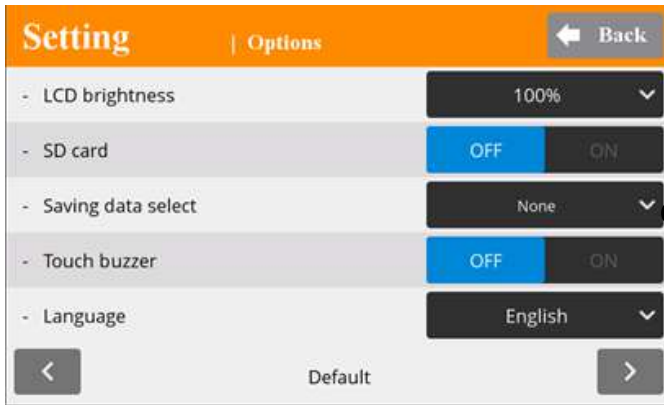 Setting | Options Back
- LCD brightness 100%
- SD card OFF ON
- Saving data select None
- Touch buzzer OFF ON
- Language English
Default